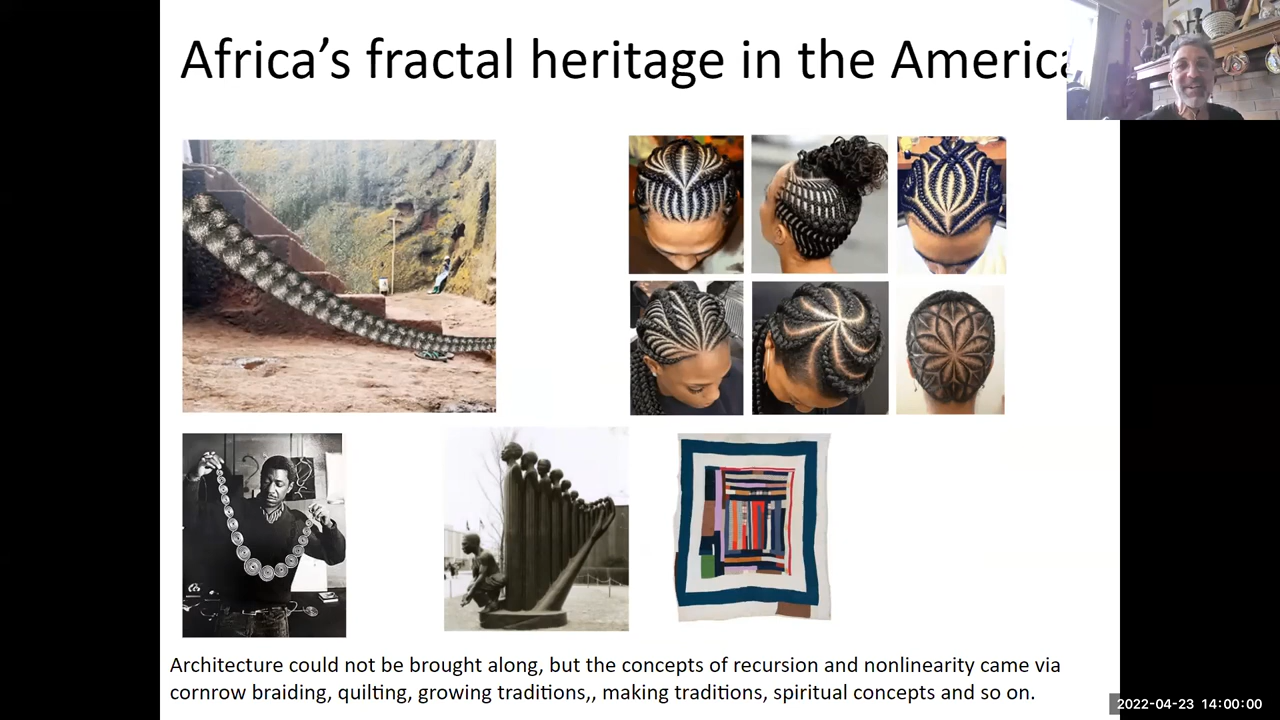 Africa's fractal heritage in the America
Architecture could not be brought along, but the concepts of recursion and nonlinearity came via
cornrow braiding, quilting, growing traditions,, making traditions, spiritual concepts and so on.
2022-04-23 14:00:00